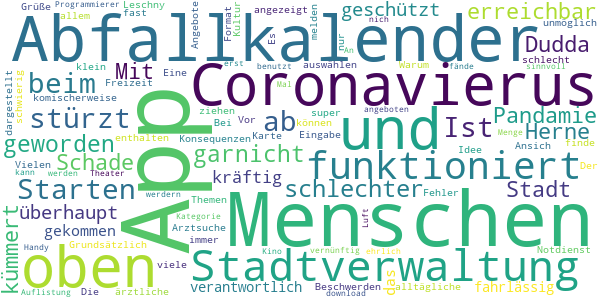 allem Programmierer Grüße Leschny fast Kultur Angebote Format Es angezeigt melden nur auswählen An geschützt nich erreichbar allem
Abfallkalender
schwierig dargestellt klein benutzt Warum schlecht fände unmöglich sinnvoll
beim Mit Eine erst Mal Dudda
komischerweise Freizeit
Coronavierus
stürzt ziehen super angeboten Pandamie
App Bei Vor Karte können Eingabe und Ist Menge Herne
geworden enthalten Konsequenzen Idee Ansich finde
Vielen Schade garnicht funktioniert Der
kann werden Theater
Starten kräftig schlechter Fehler Stadt
überhaupt Themen werdern
kümmert gekommen Kategorie Arztsuche Luft Menschen
Handy Grundsätzlich immer Kino vernünftig ehrlich Notdienst
oben viele Stadtverwaltung
Auflistung Die ärztliche verantwortlich Beschwerden download das alltägliche fahrlässig
ab